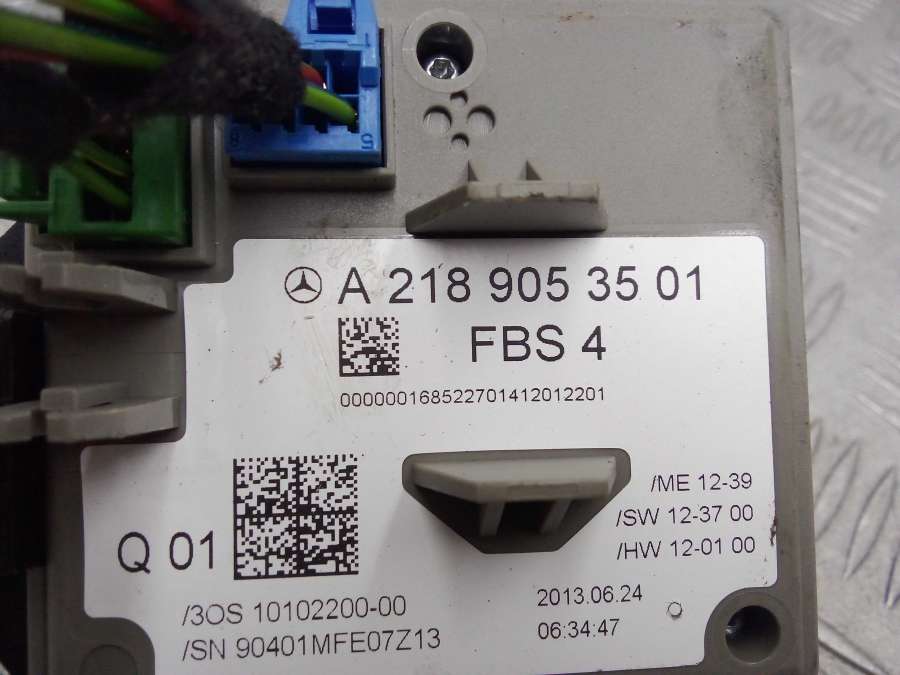 A 218 905 35 01
FBS 4
000000168522701412012201
/ME 12-39
/SW 12-37 00
/HW 12-01 00
Q 01
/3OS 10102200-00
/SN 90401MFE07Z13
2013.06.24
06:34:47